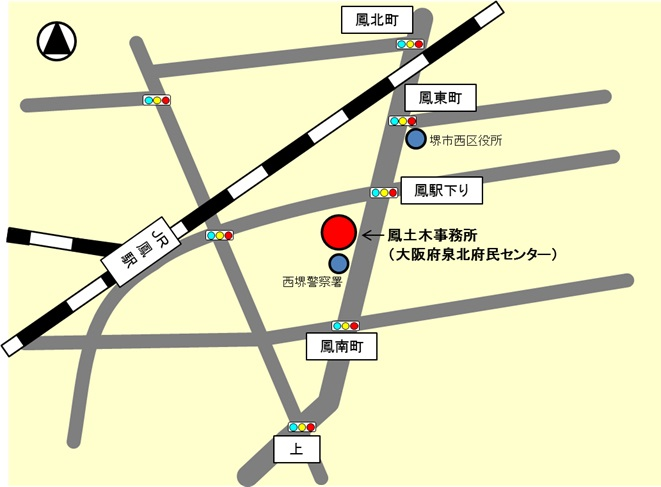 鳳北町
鳳東町
堺市西区役所
鳳駅下り
鳳土木事務所
（大阪府泉北府民センター）
JR
鳳駅
西堺警察署
鳳南町
上